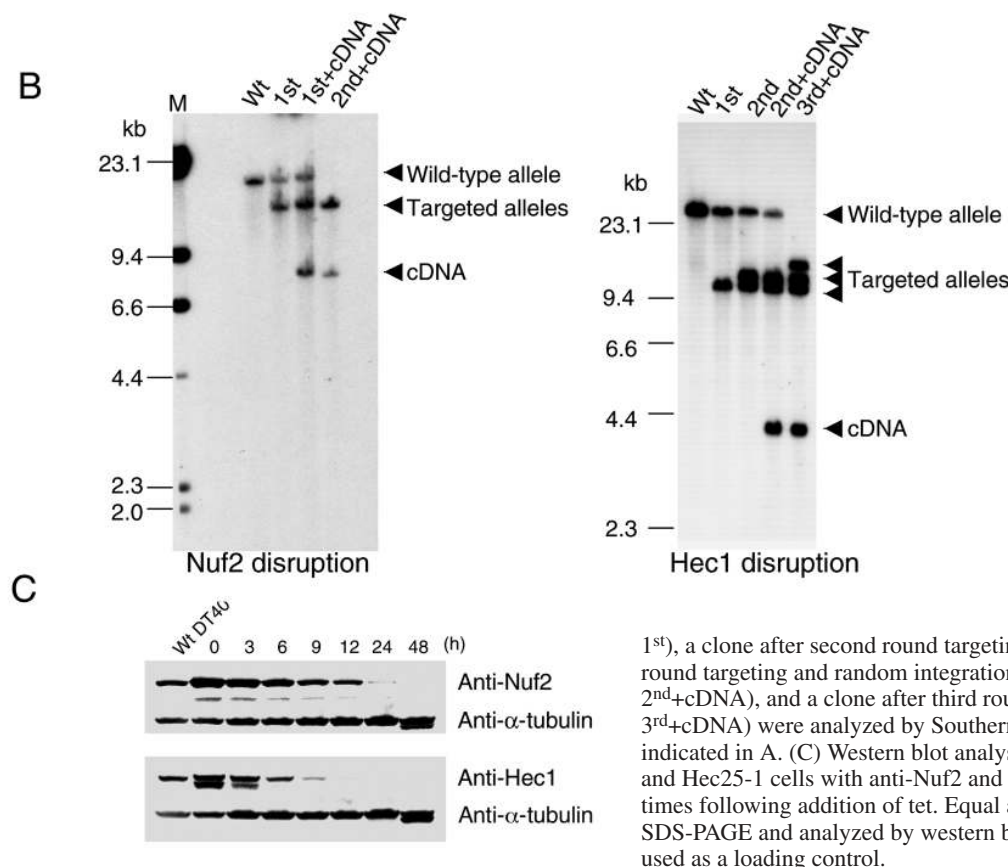 B
M
Wt
1st
1st+cDNA
2nd+cDNA
kb
23.1
9.4
6.6
4.4
2.3
2.0
Wild-type allele
Targeted alleles
cDNA
Nuf2 disruption
Wt
1st
2nd
2nd+cDNA
3rd+cDNA
kb
23.1
9.4
6.6
4.4
2.3
Wild-type allele
Targeted alleles
cDNA
Hec1 disruption
C
Wt DT40
0 3 6 9 12 24 48 (h)
Anti-Nuf2
Anti-α-tubulin
Anti-Hec1
Anti-α-tubulin
1st), a clone after second round targeting
round targeting and random integration
2nd+cDNA), and a clone after third
3rd+cDNA) were analyzed by Southern
indicated in A. (C) Western blot
and Hec25-1 cells with anti-Nuf2 and
times following addition of tet. Equal
SDS-PAGE and analyzed by western
used as a loading control.